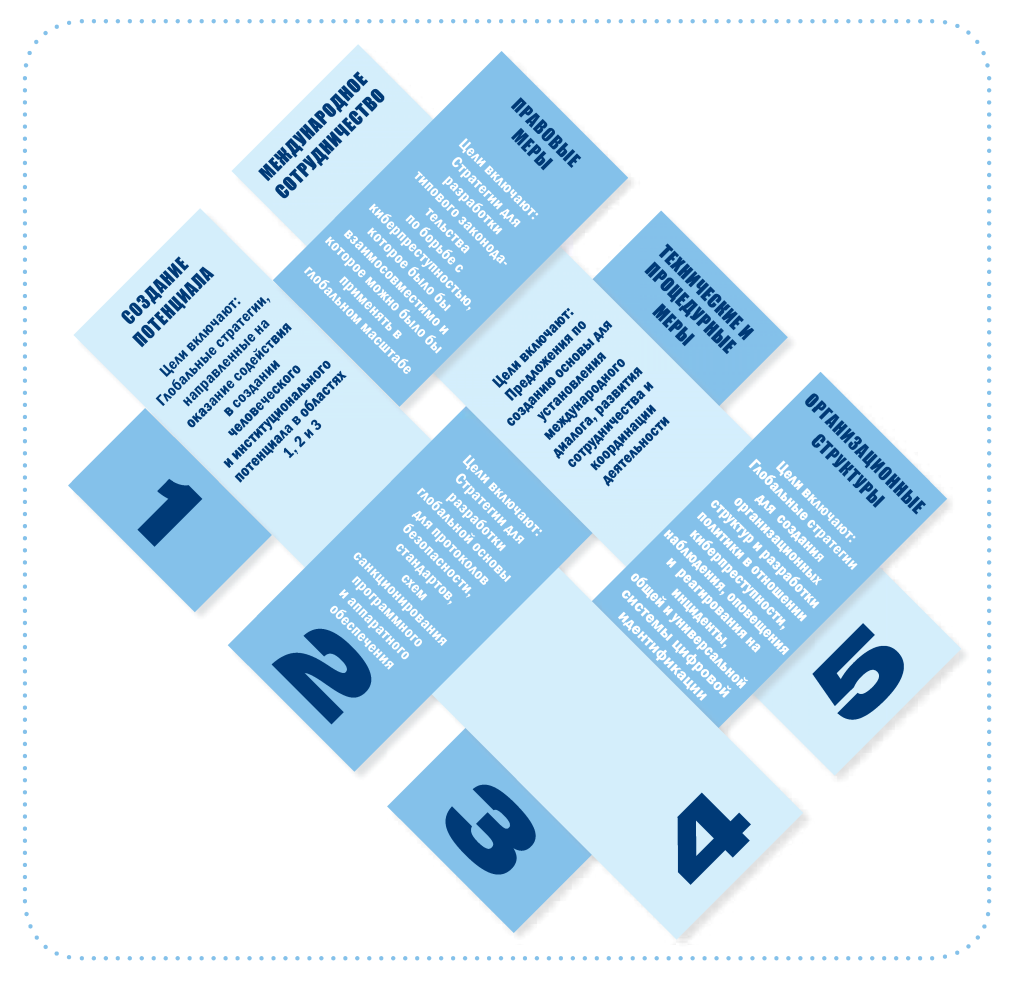 МЕЖДУНАРОДНОЕ
СОТРУДНИЧЕСТВО
ПРАВОВЫЕ
МЕРЫ
Цели включают:
Стратегии для
разработки
типового законода-
тельства
по борьбе с
киберпреступностью,
которое было бы
взаимосовместимо и
которое можно было бы
применять в
глобальном масштабе
СОЗДАНИЕ
ПОТЕНЦИАЛА
Цели включают:
Глобальные стратегии,
направленные на
оказание содействия
в создании
человеческого
и институционального
потенциала в областях
1, 2 и 3
ТЕХНИЧЕСКИЕ И
ПРОЦЕДУРНЫЕ
МЕРЫ
Цели включают:
Предложения по
созданию основы для
установления
международного
диалога, развития
сотрудничества и
координации
деятельности
ОРГАНИЗАЦИОННЫЕ
СТРУКТУРЫ
Цели включают:
Глобальные стратегии
для создания
организационных
структур и разработки
политики в отношении
киберпреступности,
наблюдения, оповещения
и реагирования на
инциденты,
общей и универсальной
системы цифровой
идентификации
1
Цели включают:
Стратегии для
разработки
глобальной основы
для протоколов
безопасности,
стандартов,
схем
санкционирования
программного
и аппаратного
обеспечения
2
5
3
4